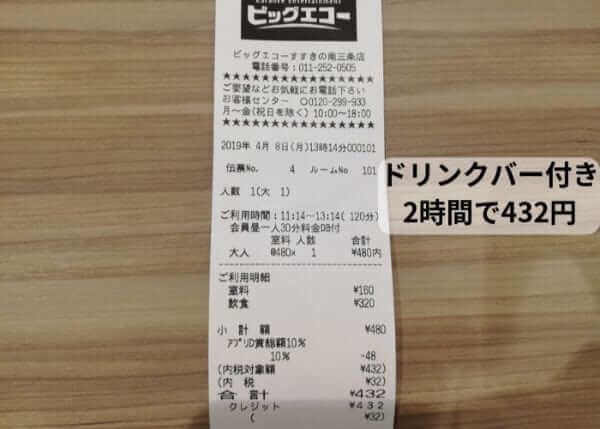 Karaoke Entertainment
ビッグエコー
ビッグエコーすすきの南三条店
電話番号:011-252-0505
★★★★★★★★★★★★★★★★★★★★
ご要望などお気軽にお電話下さい
お客様センター 0120-299-933
月~金(祝日を除く) 10:00~18:00
★★★★★★★★★★★★★★★★★★★★
2019年 4月 8日(月)13時14分000101
伝票No. 4 ルームNo 101
人数 1(大 1)
ご利用時間:11:14~13:14( 120分)
会員昼一人30分料金DB付
室料 人数 合計
大人 @480× 1 ¥480内
ご利用明細
室料 ¥160
飲食 ¥320
小 計 額 ¥480
アプリD質総額10%
10% -48
(内税対象額 ¥432)
(内 税 ¥32)
合 計 ¥432
クレジット ¥432
( ¥32)
ドリンクバー付き
2時間で432円